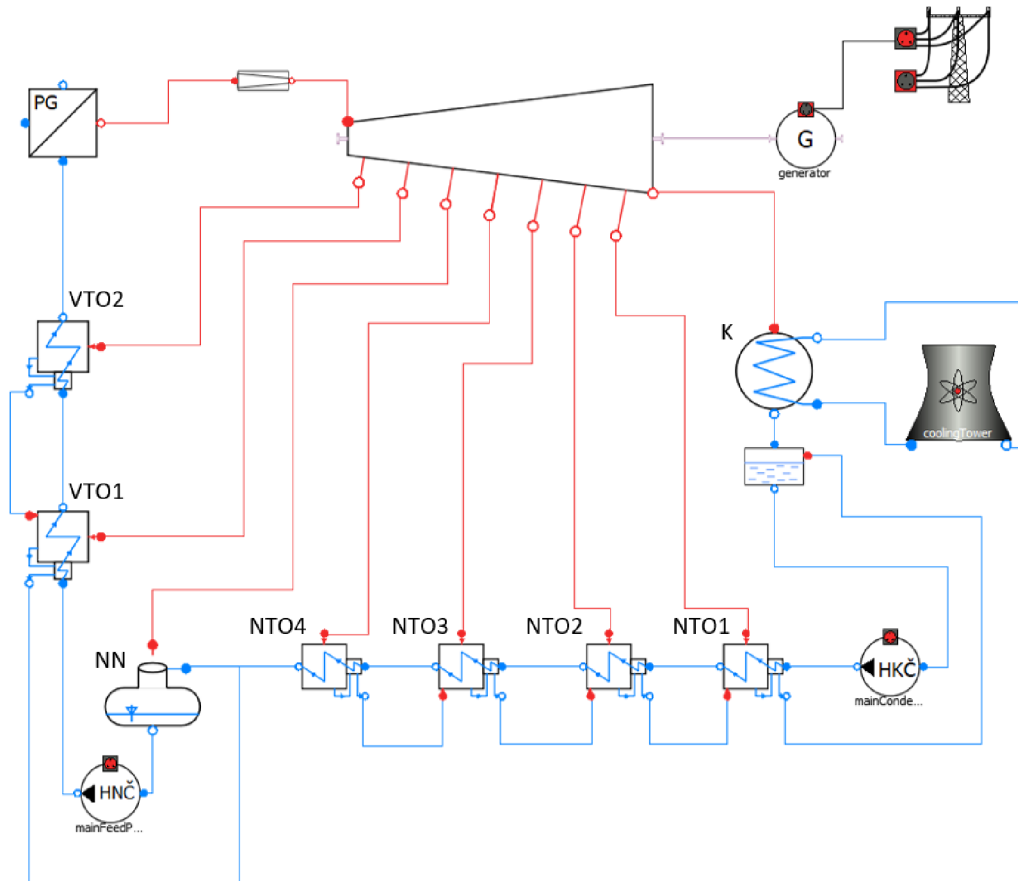 PG
G
generator
VTO2
K
coolingTower
VTO1
NTO4
NTO3
NTO2
NTO1
NN
HKČ
mainConde...
HNČ
mainFeedP...